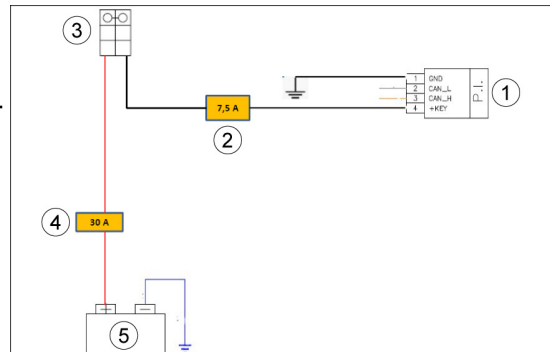 3
1 GND
2 CAN_L
3 CAN_H
4 +KEY
P.I.
1
7,5 A
2
4
30 A
+ −
5